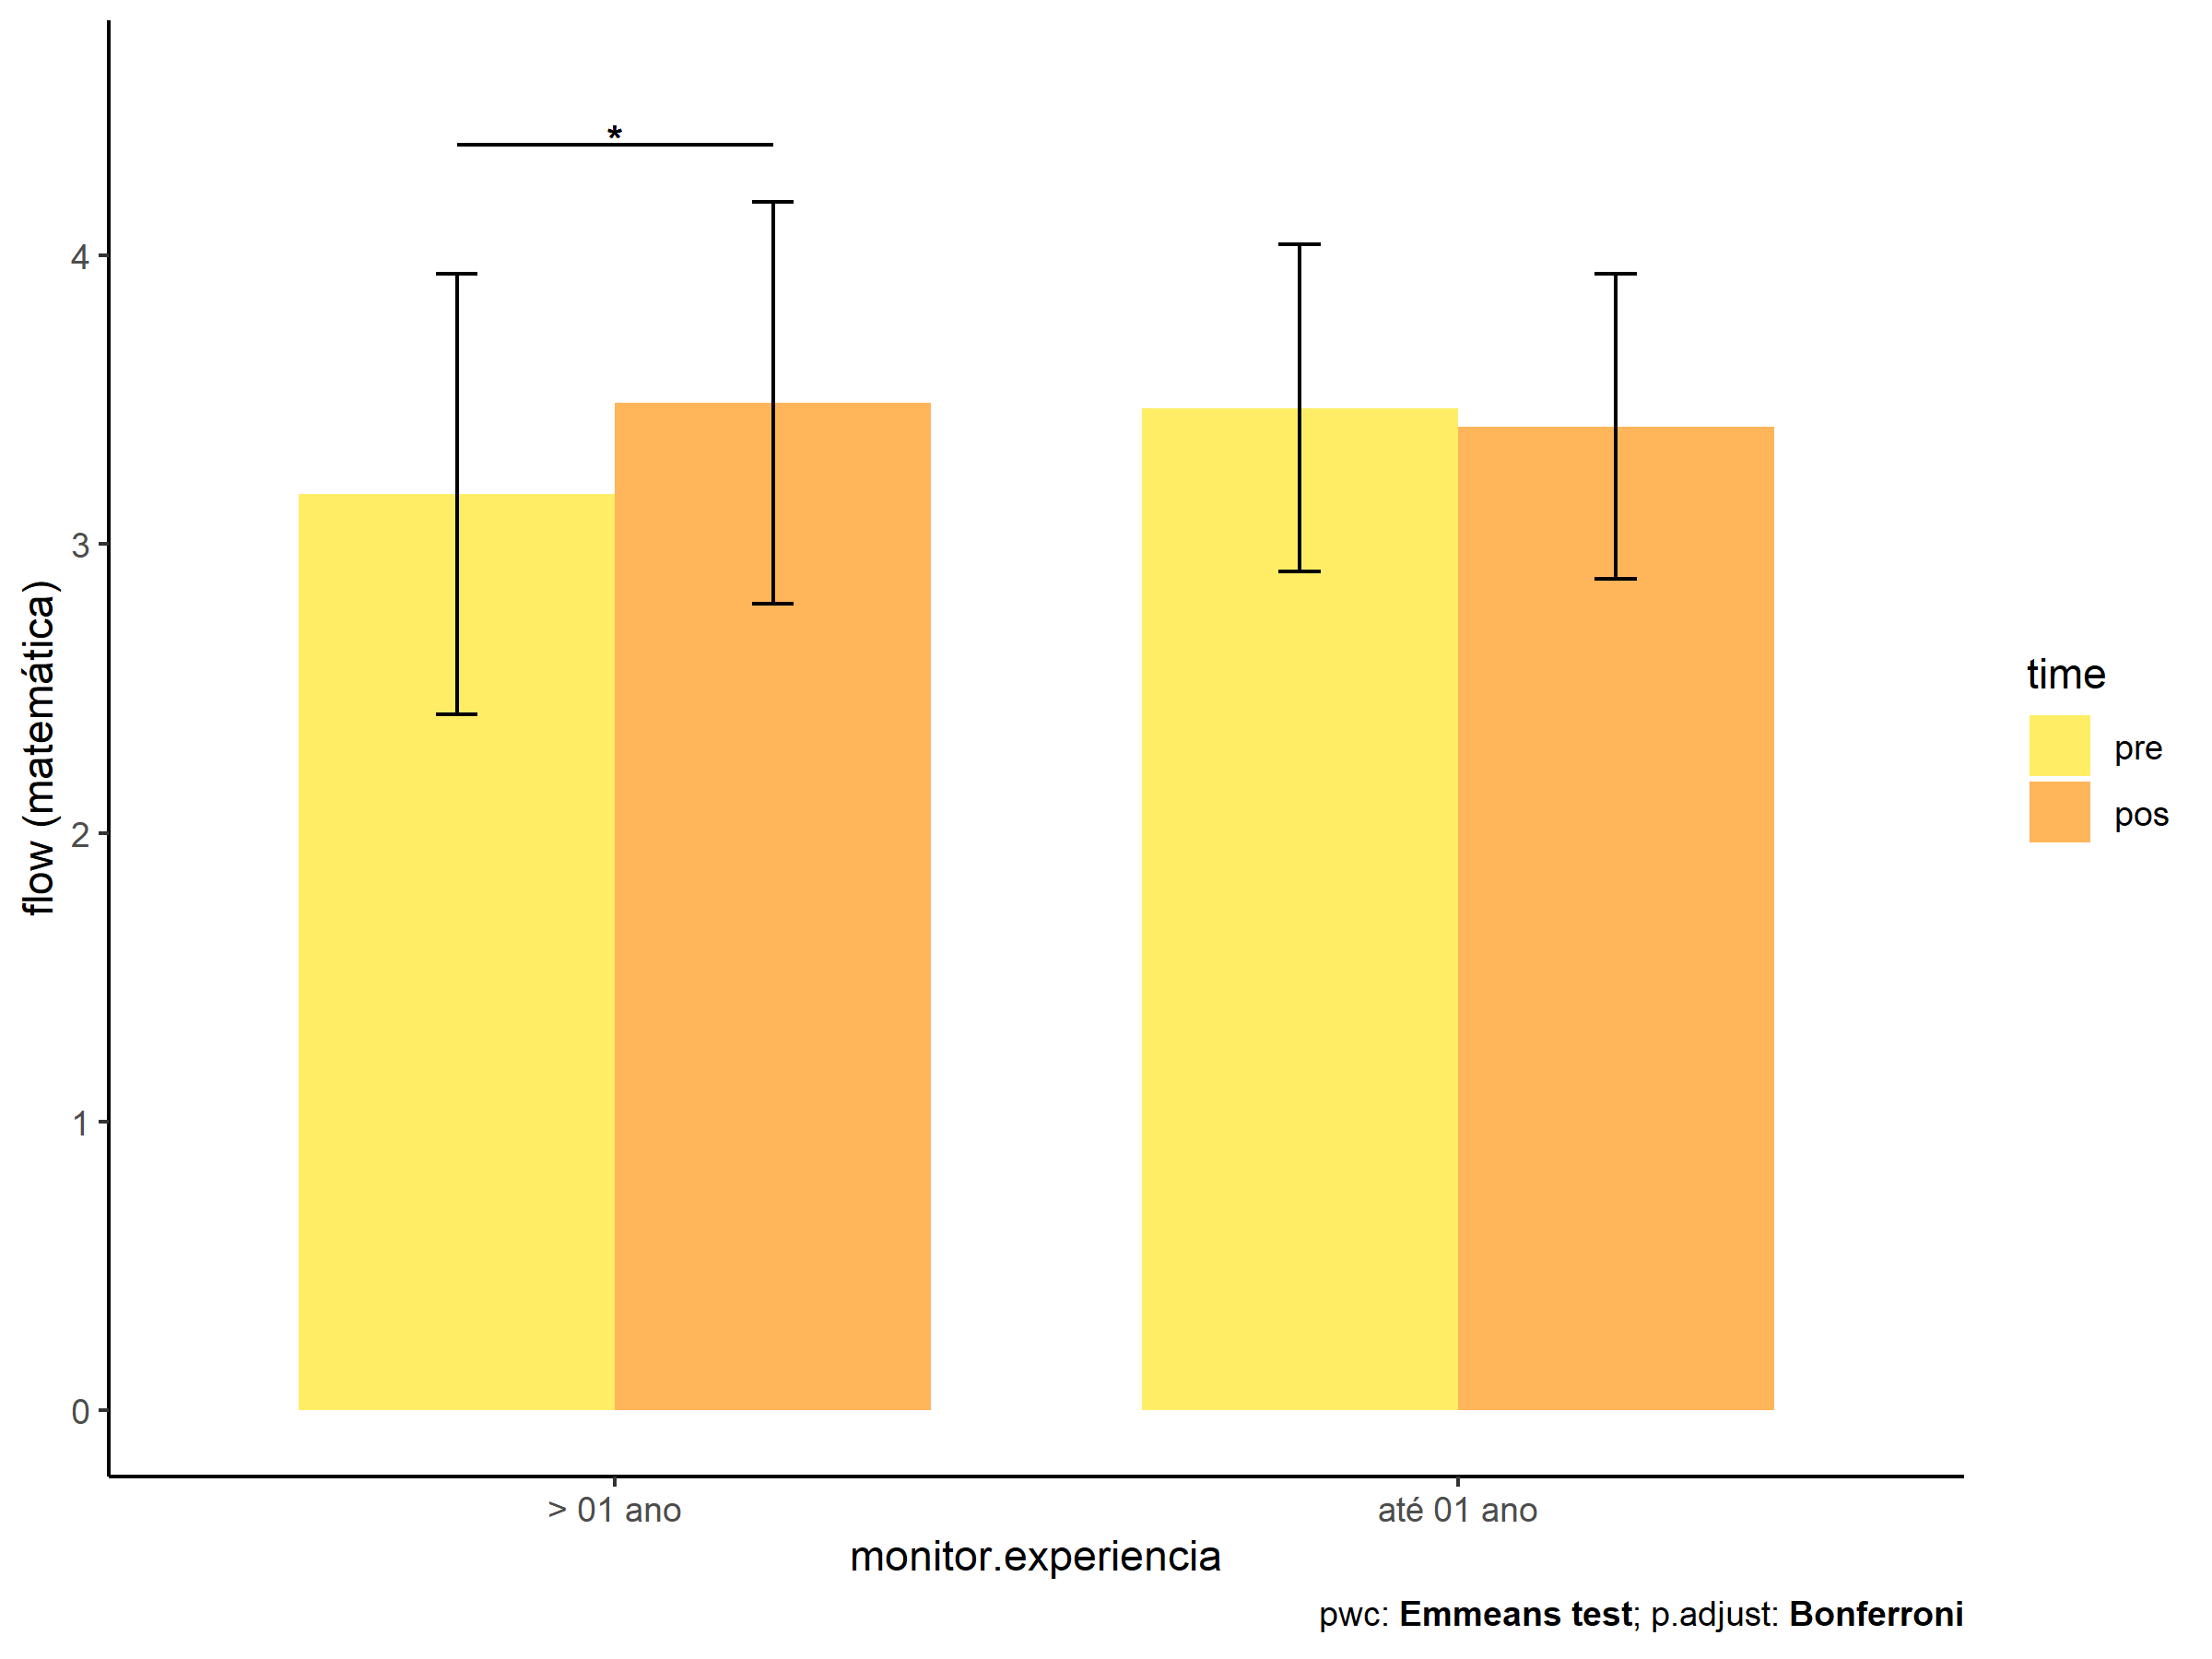 *
4
3
2
1
0
flow (matemática)
> 01 ano
até 01 ano
monitor.experiencia
time
pre
pos
pwc: Emmeans test; p.adjust: Bonferroni